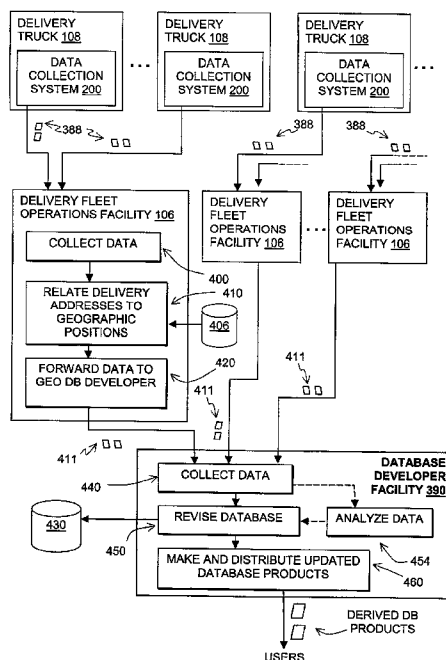 DELIVERY
TRUCK 108
DATA
COLLECTION
SYSTEM 200
...
DELIVERY
TRUCK 108
DATA
COLLECTION
SYSTEM 200
DELIVERY
TRUCK 108
DATA
COLLECTION
SYSTEM 200
...
388
388
388
DELIVERY FLEET
OPERATIONS FACILITY 106
COLLECT DATA
400
RELATE DELIVERY
ADDRESSES TO
GEOGRAPHIC
POSITIONS
410
406
FORWARD DATA TO
GEO DB DEVELOPER
420
DELIVERY
FLEET
OPERATIONS
FACILITY 106
...
DELIVERY
FLEET
OPERATIONS
FACILITY 106
411
411
411
DATABASE
DEVELOPER
FACILITY 390
COLLECT DATA
440
REVISE DATABASE
450
430
ANALYZE DATA
454
MAKE AND DISTRIBUTE UPDATED
DATABASE PRODUCTS
460
DERIVED DB
PRODUCTS
USERS